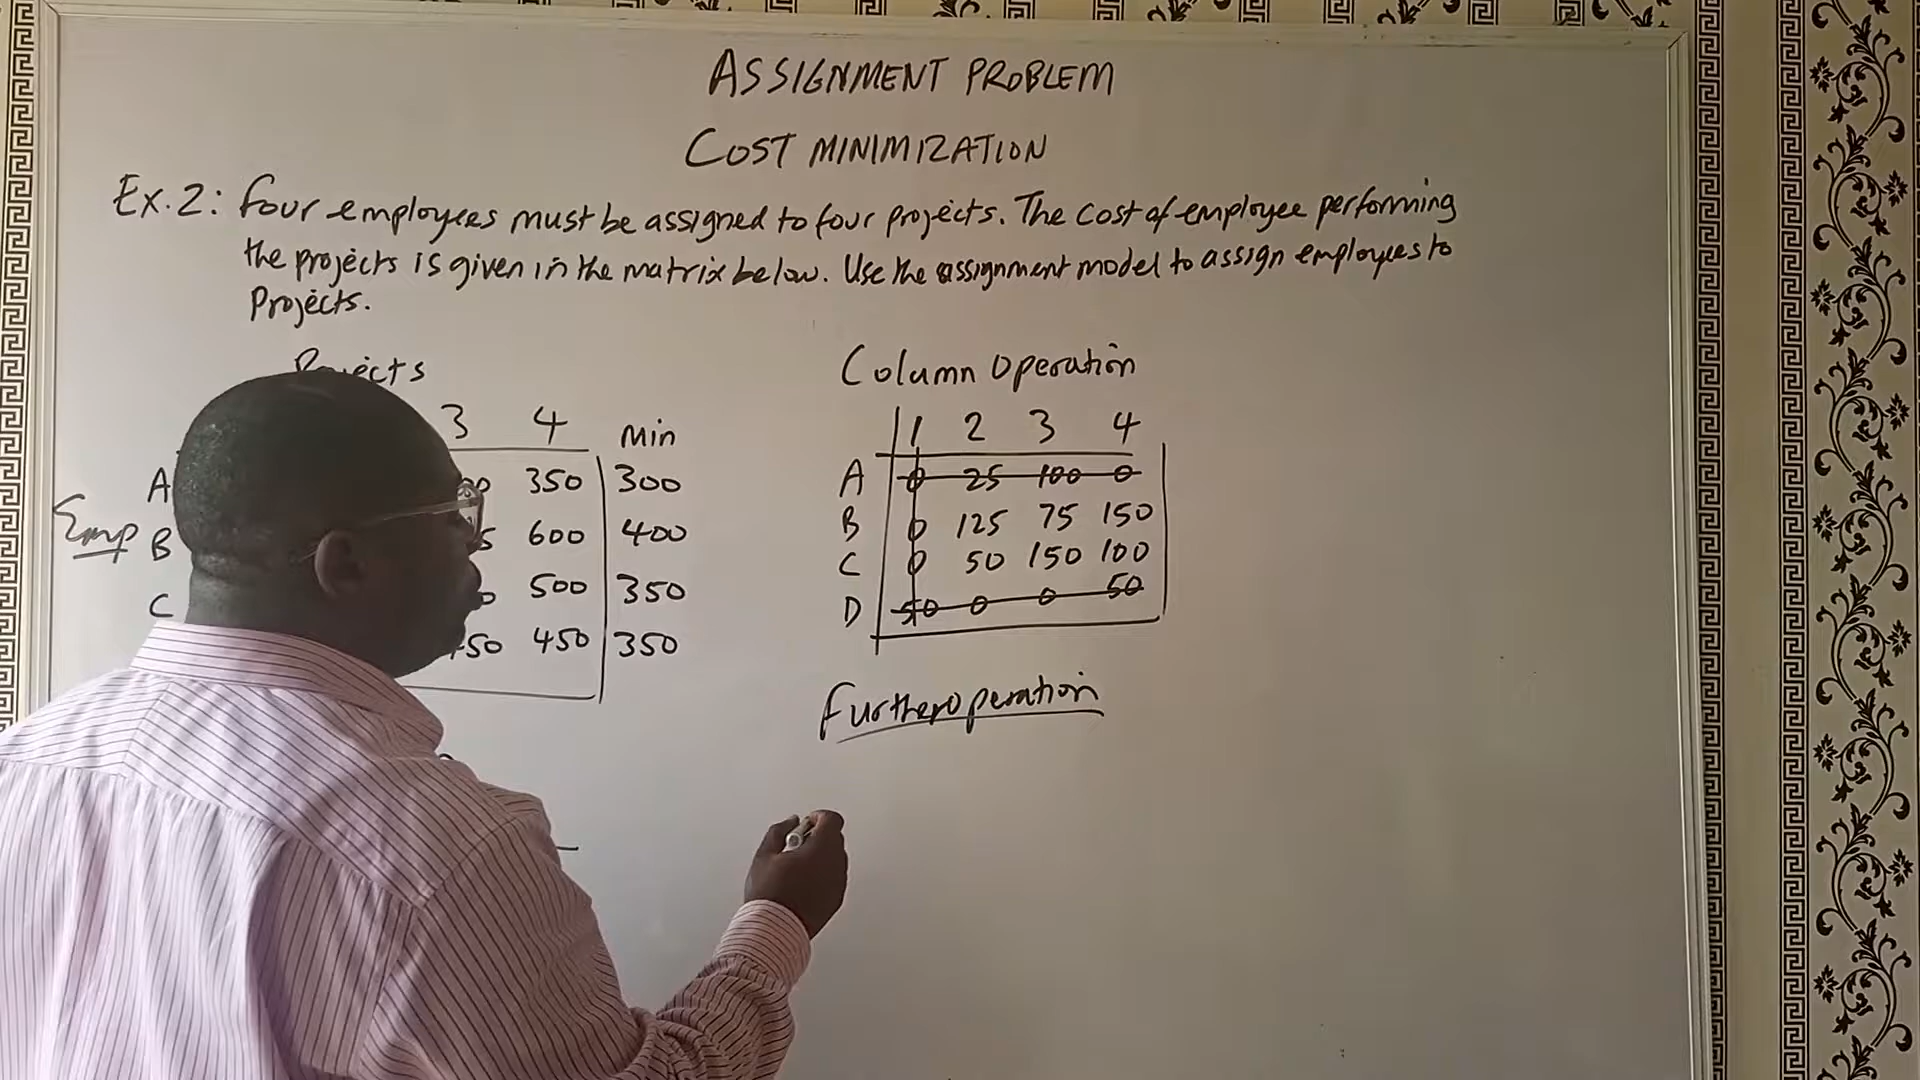 ASSIGNMENT PROBLEM
COST MINIMIZATION
Ex.2: Four employees must be assigned to four projects. The cost of employee performing
the projects is given in the matrix below. Use the assignment model to assign employees to
Projects.
Projects
3 4 Min
A 350 300
Emp B 600 400
C 500 350
450 350
Column Operation
1 2 3 4
A 0 25 100 0
B 0 125 75 150
C 0 50 150 100
D 50 0 0 50
Further Operation